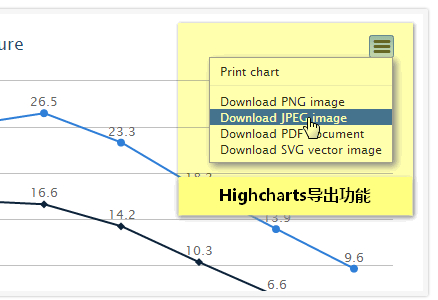 ure
Print chart
Download PNG image
Download JPEG image
Download PDF document
Download SVG vector image
26.5
23.3
18.3
16.6
14.2
13.9
10.3
9.6
6.6
Highcharts导出功能